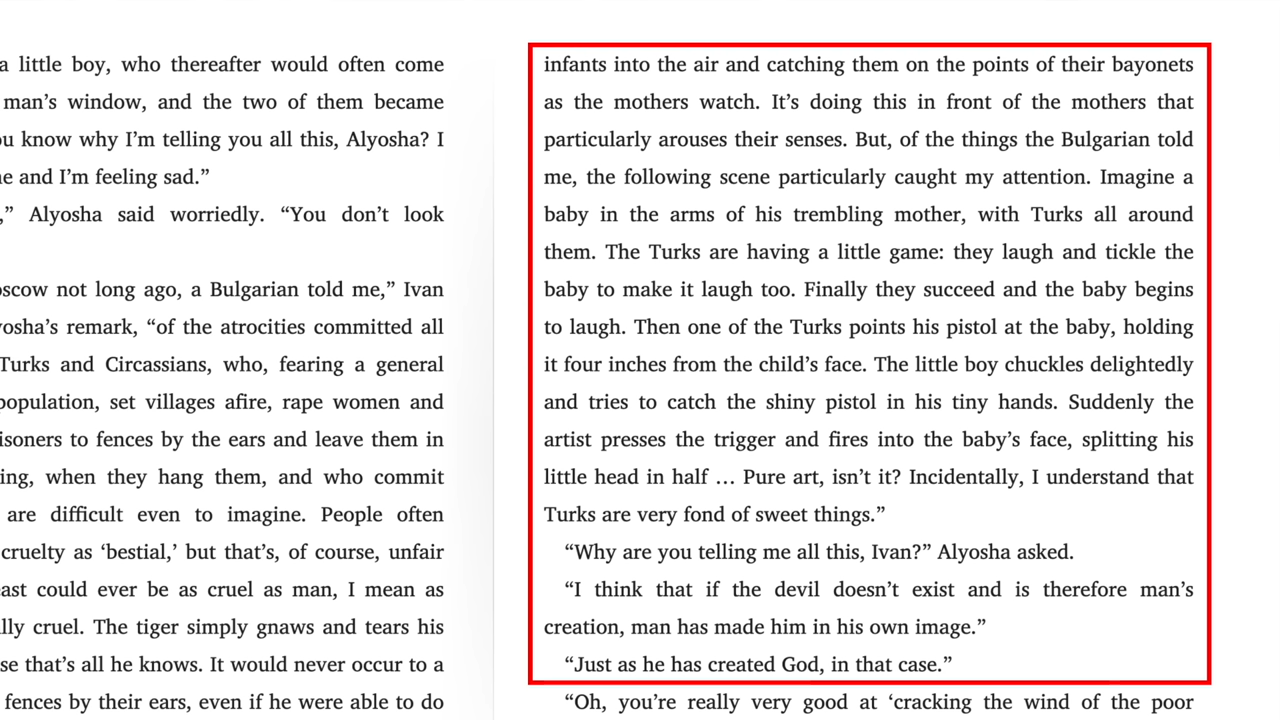 a little boy, who thereafter would often come
man’s window, and the two of them became
know why I’m telling you all this, Alyosha? I
and I’m feeling sad.”
,” Alyosha said worriedly. “You don’t look
not long ago, a Bulgarian told me,” Ivan
remark, “of the atrocities committed all
Turks and Circassians, who, fearing a general
population, set villages afire, rape women and
to fences by the ears and leave them in
when they hang them, and who commit
are difficult even to imagine. People often
cruelty as ‘bestial,’ but that’s, of course, unfair
could ever be as cruel as man, I mean as
cruel. The tiger simply gnaws and tears his
that’s all he knows. It would never occur to a
fences by their ears, even if he were able to do
infants into the air and catching them on the points of their bayonets
as the mothers watch. It’s doing this in front of the mothers that
particularly arouses their senses. But, of the things the Bulgarian told
me, the following scene particularly caught my attention. Imagine a
baby in the arms of his trembling mother, with Turks all around
them. The Turks are having a little game: they laugh and tickle the
baby to make it laugh too. Finally they succeed and the baby begins
to laugh. Then one of the Turks points his pistol at the baby, holding
it four inches from the child’s face. The little boy chuckles delightedly
and tries to catch the shiny pistol in his tiny hands. Suddenly the
artist presses the trigger and fires into the baby’s face, splitting his
little head in half … Pure art, isn’t it? Incidentally, I understand that
Turks are very fond of sweet things.”
“Why are you telling me all this, Ivan?” Alyosha asked.
“I think that if the devil doesn’t exist and is therefore man’s
creation, man has made him in his own image.”
“Just as he has created God, in that case.”
“Oh, you’re really very good at ‘cracking the wind of the poor